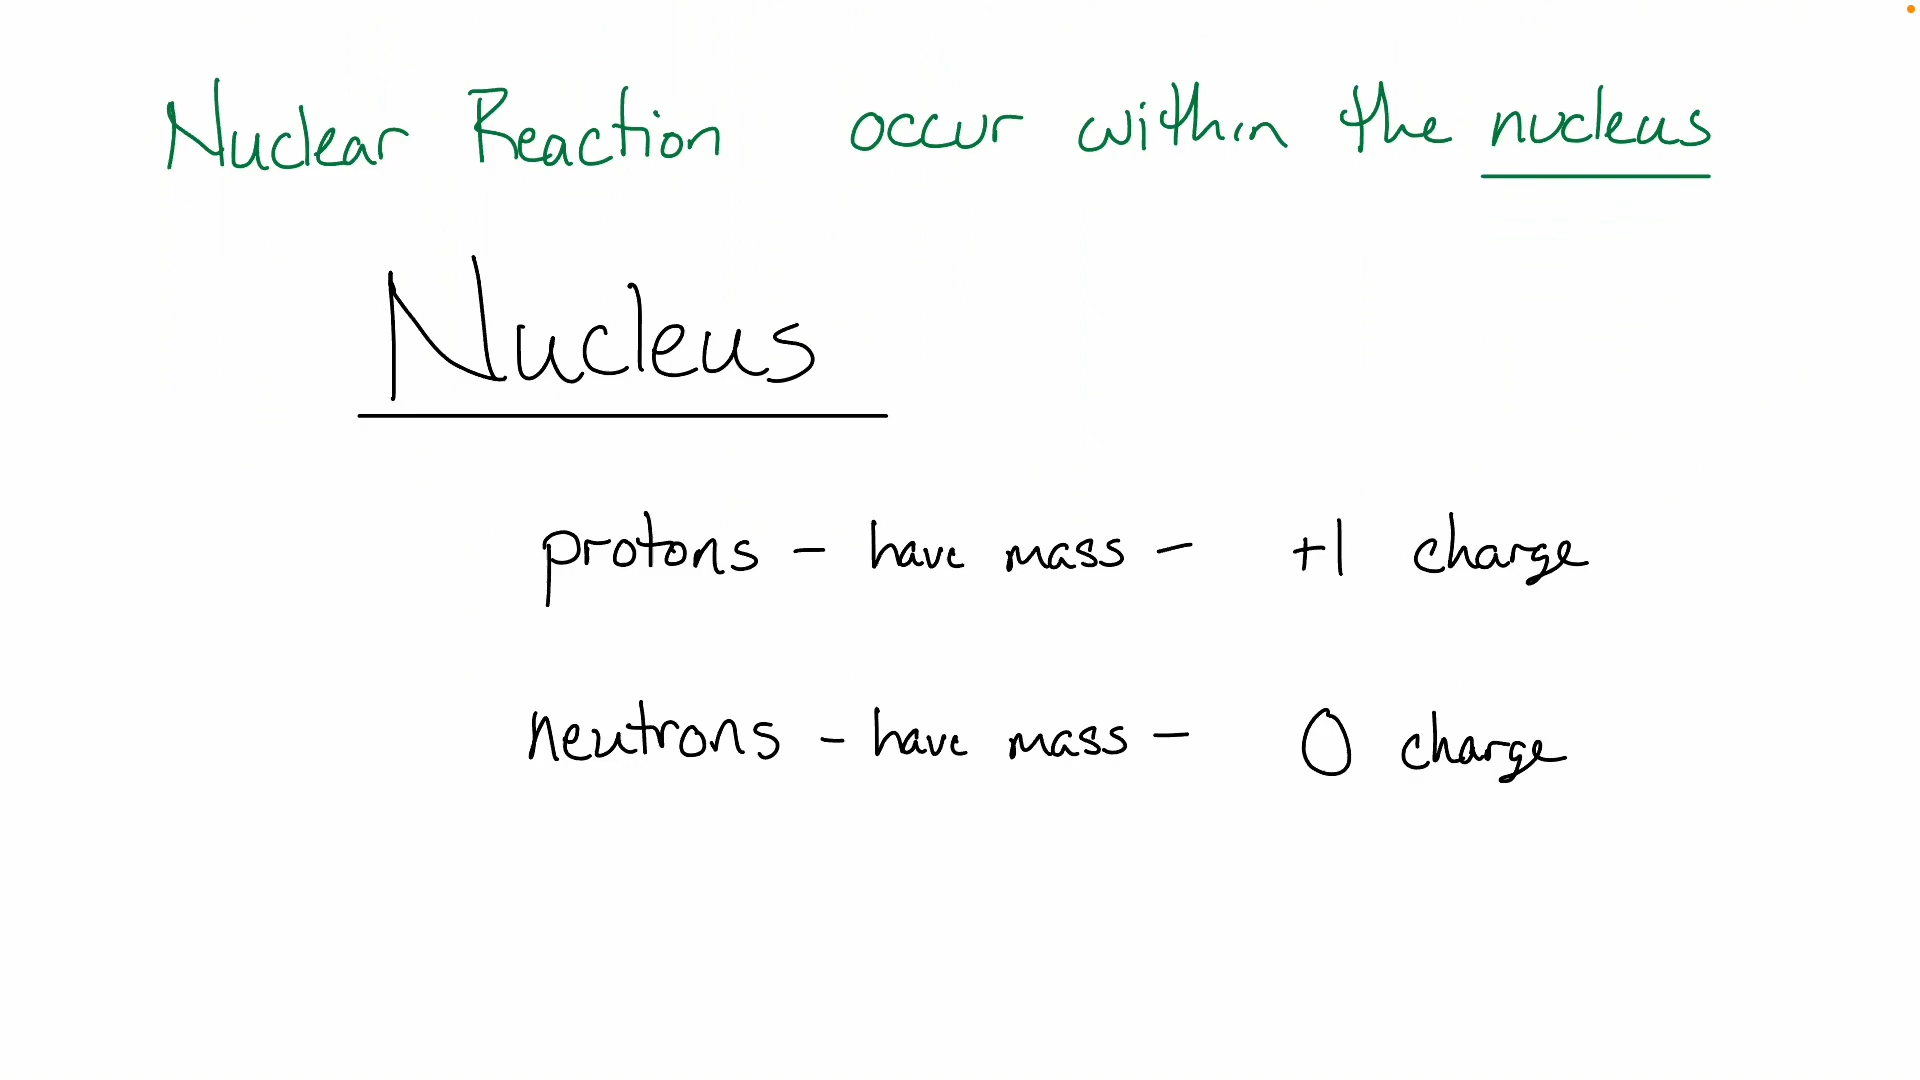 Nuclear Reaction occur within the nucleus
Nucleus
protons - have mass - +1 charge
neutrons - have mass - 0 charge